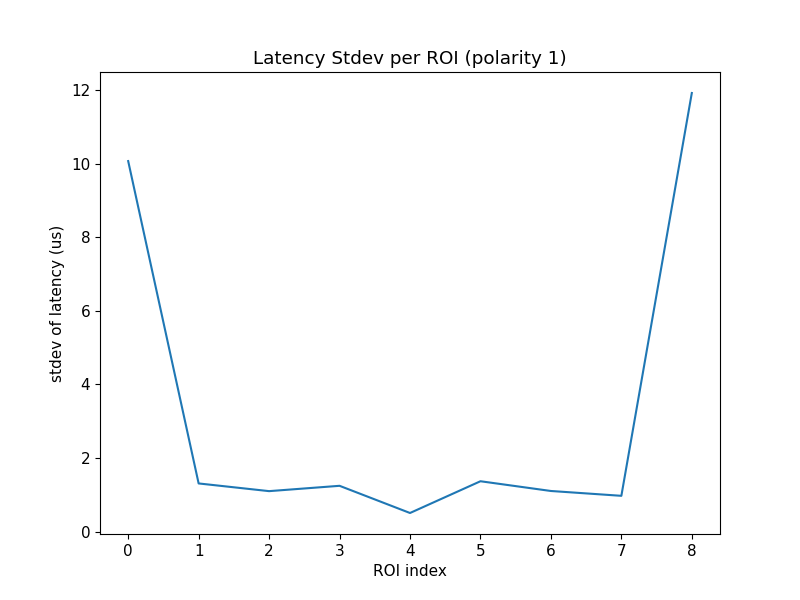 Latency Stdev per ROI (polarity 1)
12
10
8
6
4
2
0
stdev of latency (us)
0 1 2 3 4 5 6 7 8
ROI index